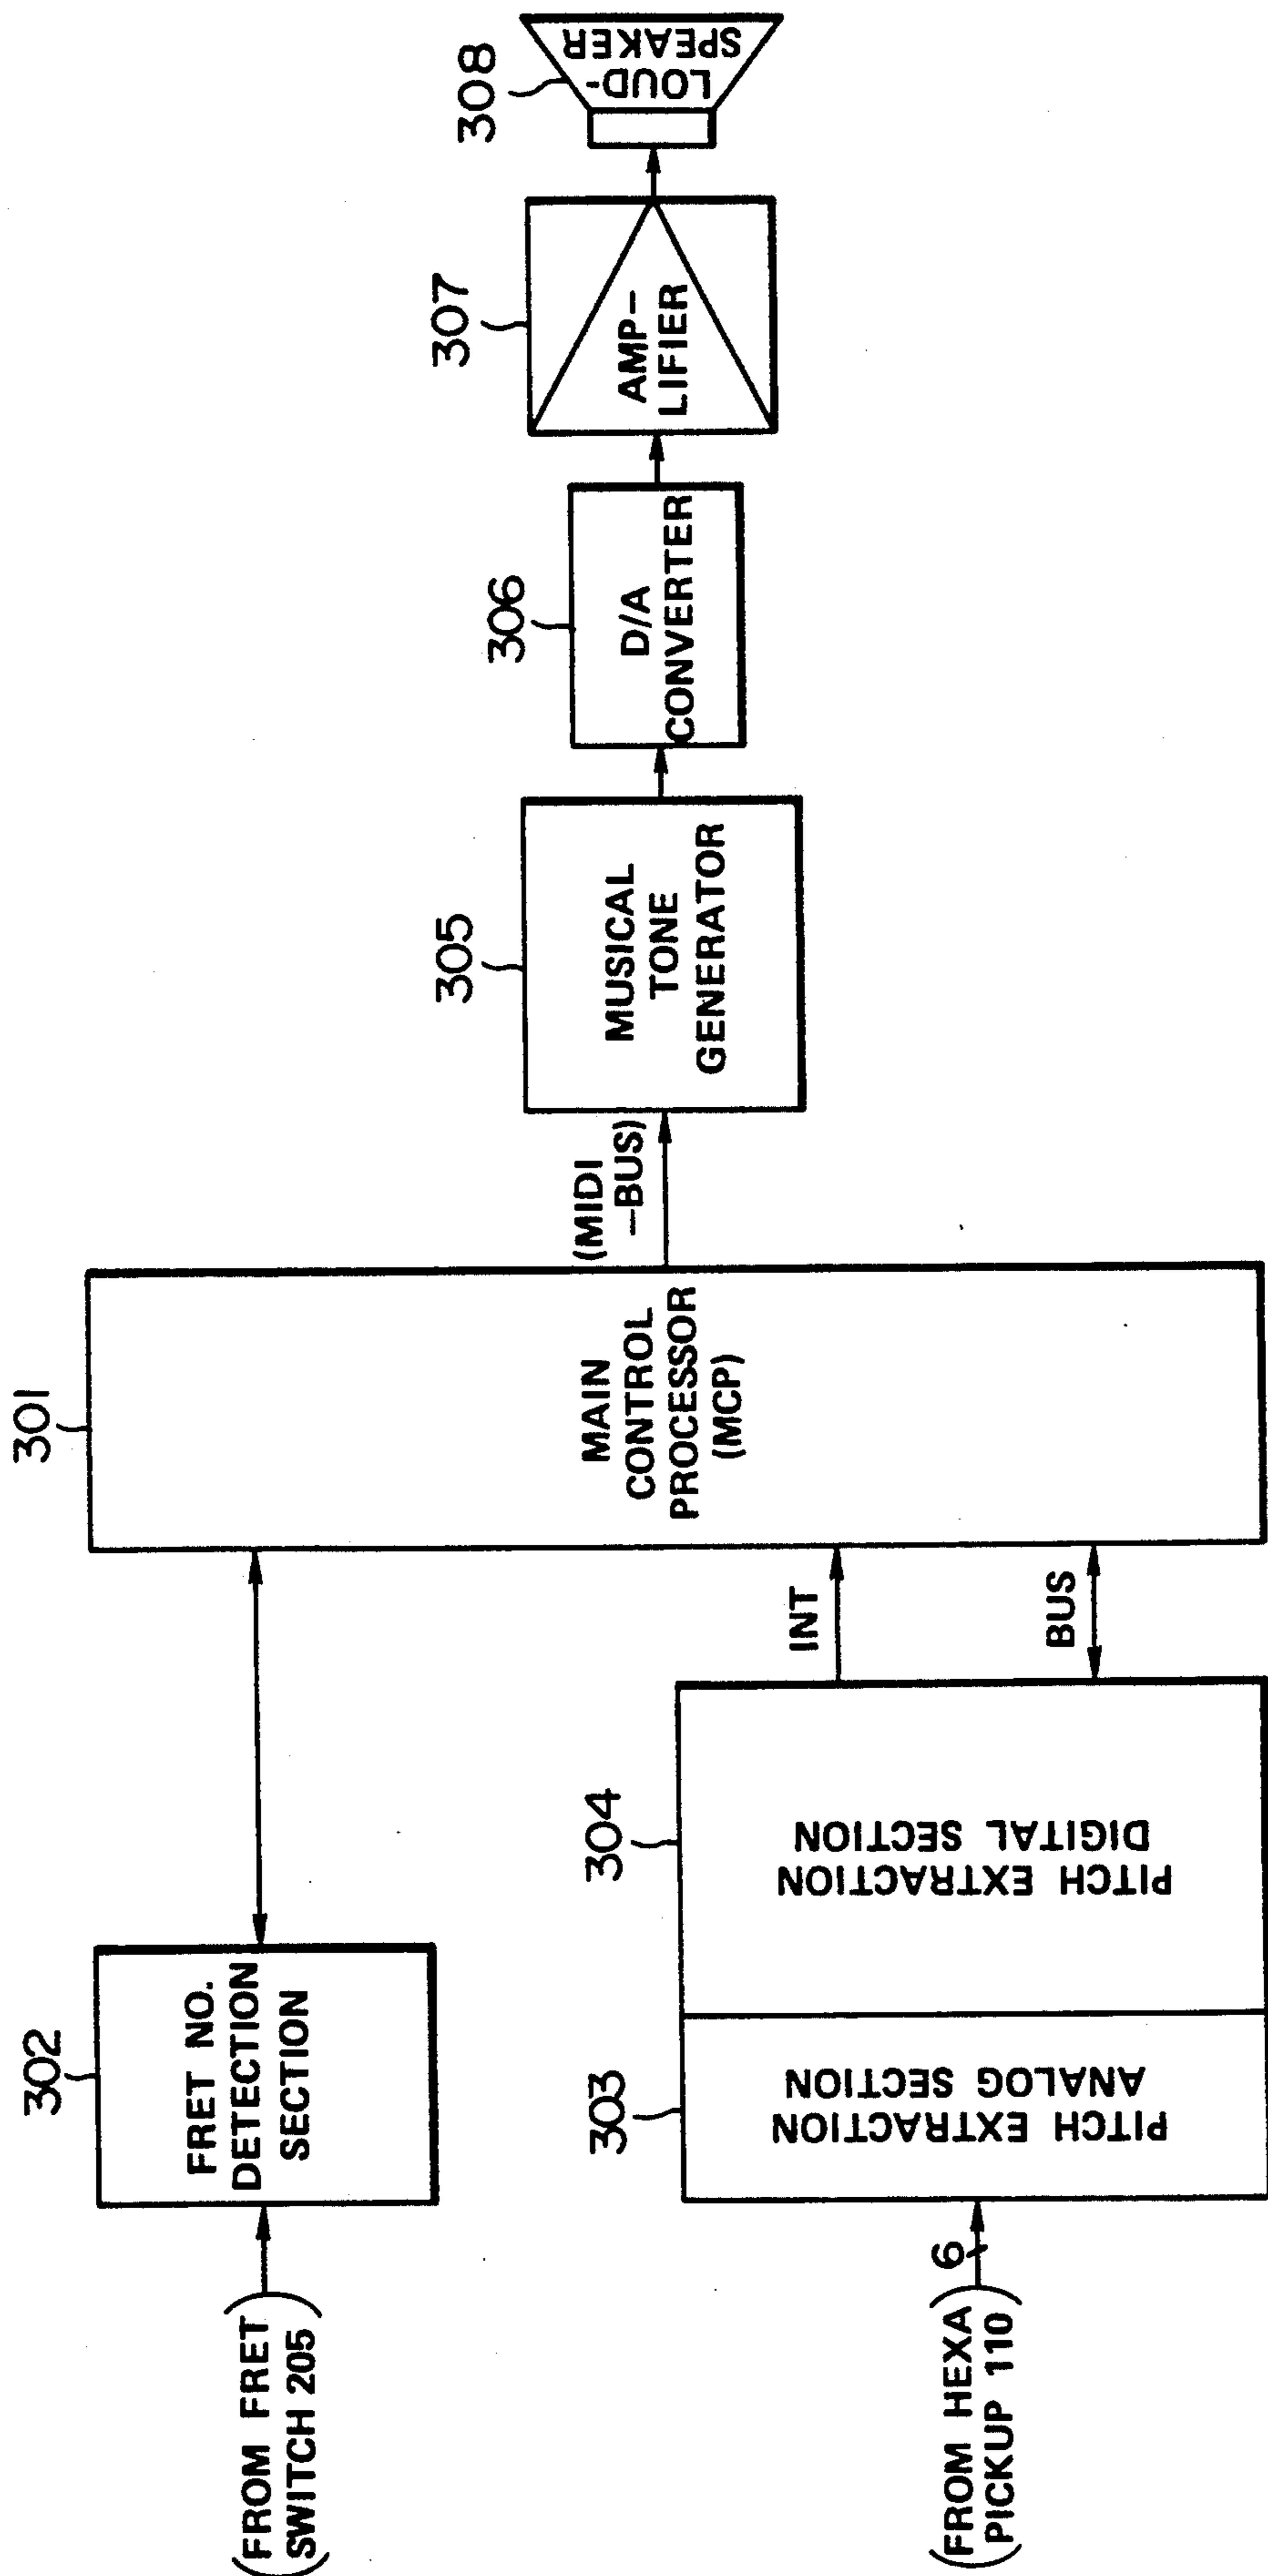 (FROM FRET
SWITCH 205)
302
FRET NO.
DETECTION
SECTION
(FROM HEXA
PICKUP 110)
6
303
PITCH EXTRACTION
ANALOG SECTION
304
PITCH EXTRACTION
DIGITAL SECTION
INT
BUS
301
MAIN
CONTROL
PROCESSOR
(MCP)
(MIDI
-BUS)
305
MUSICAL
TONE
GENERATOR
306
D/A
CONVERTER
307
AMP-
LIFIER
308
LOUD-
SPEAKER